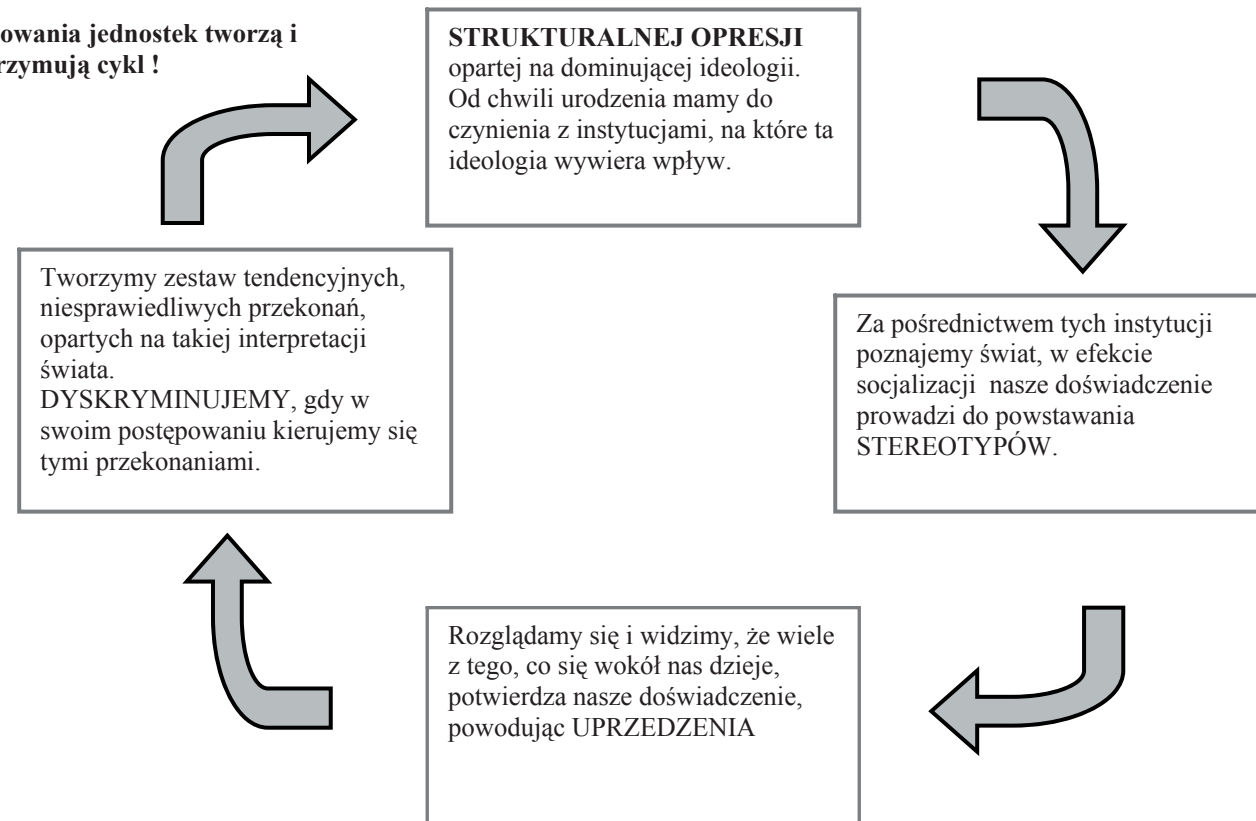 owania jednostek tworzą i
rzymują cykl !
STRUKTURALNEJ OPRESJI
opartej na dominującej ideologii.
Od chwili urodzenia mamy do
czynienia z instytucjami, na które ta
ideologia wywiera wpływ.
Za pośrednictwem tych instytucji
poznajemy świat, w efekcie
socjalizacji nasze doświadczenie
prowadzi do powstawania
STEREOTYPÓW.
Rozglądamy się i widzimy, że wiele
z tego, co się wokół nas dzieje,
potwierdza nasze doświadczenie,
powodując UPRZEDZENIA
Tworzymy zestaw tendencyjnych,
niesprawiedliwych przekonań,
opartych na takiej interpretacji
świata.
DYSKRYMINUJEMY, gdy w
swoim postępowaniu kierujemy się
tymi przekonaniami.